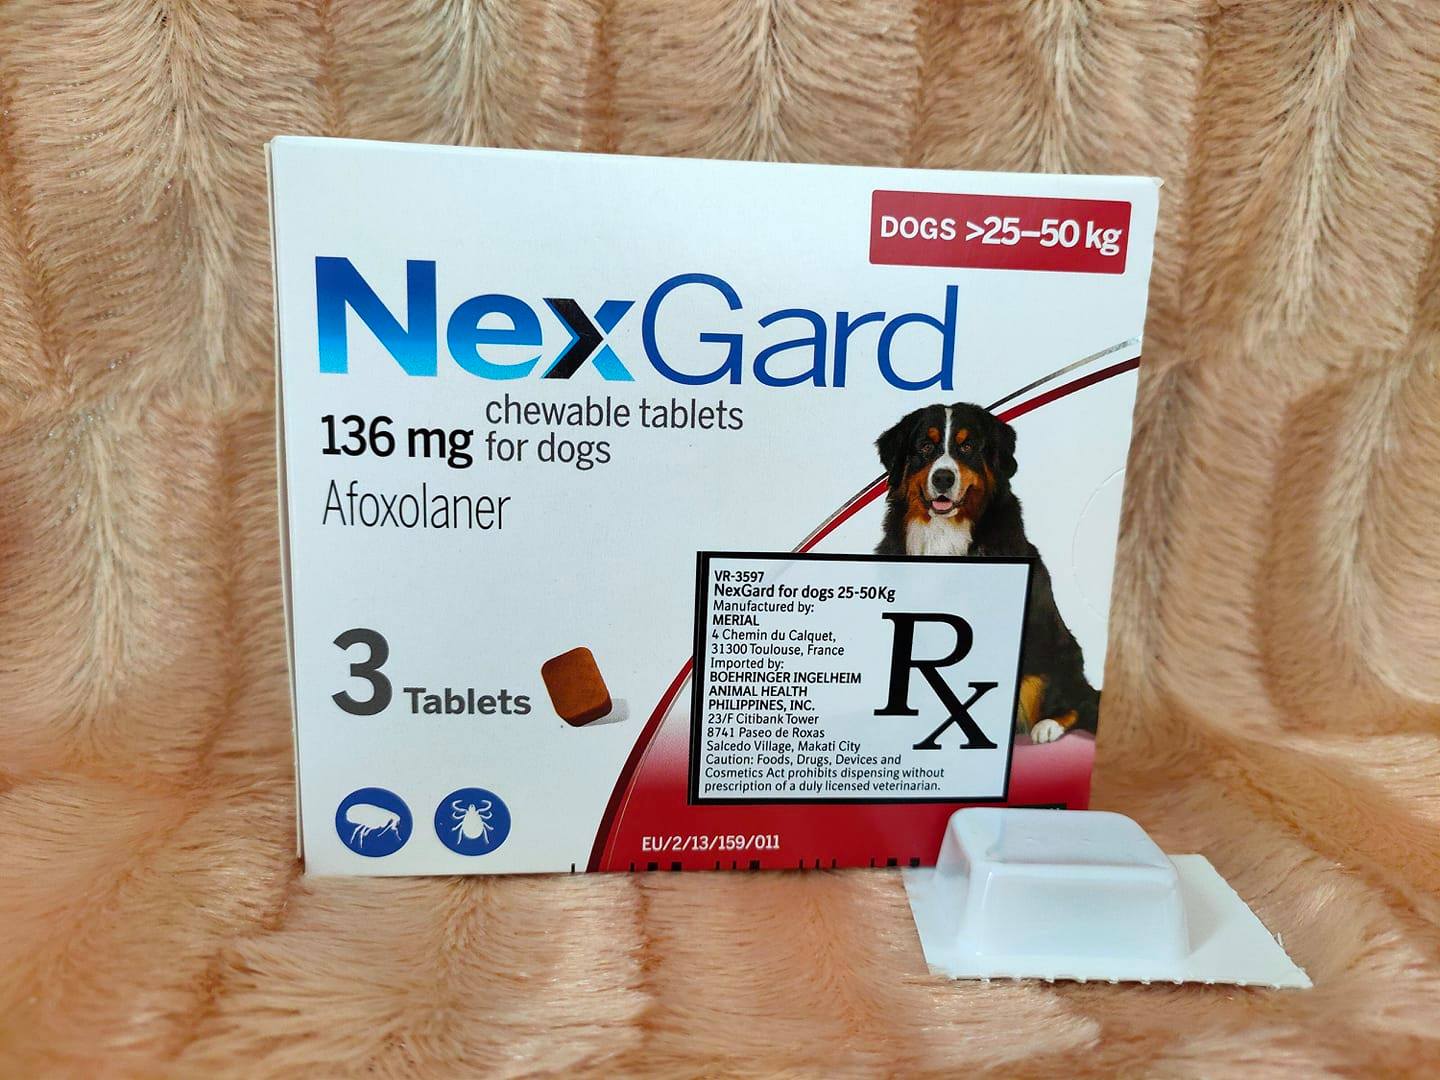 DOGS >25–50 kg
NexGard
136 mg chewable tablets
for dogs
Afoxolaner
3 Tablets
VR-3597
NexGard for dogs 25-50Kg
Manufactured by:
MERIAL
4 Chemin du Calquet,
31300 Toulouse, France
Imported by:
BOEHRINGER INGELHEIM
ANIMAL HEALTH
PHILIPPINES, INC.
23/F Citibank Tower
8741 Paseo de Roxas
Salcedo Village, Makati City
Caution: Foods, Drugs, Devices and
Cosmetics Act prohibits dispensing without
prescription of a duly licensed veterinarian.
Rx
EU/2/13/159/011